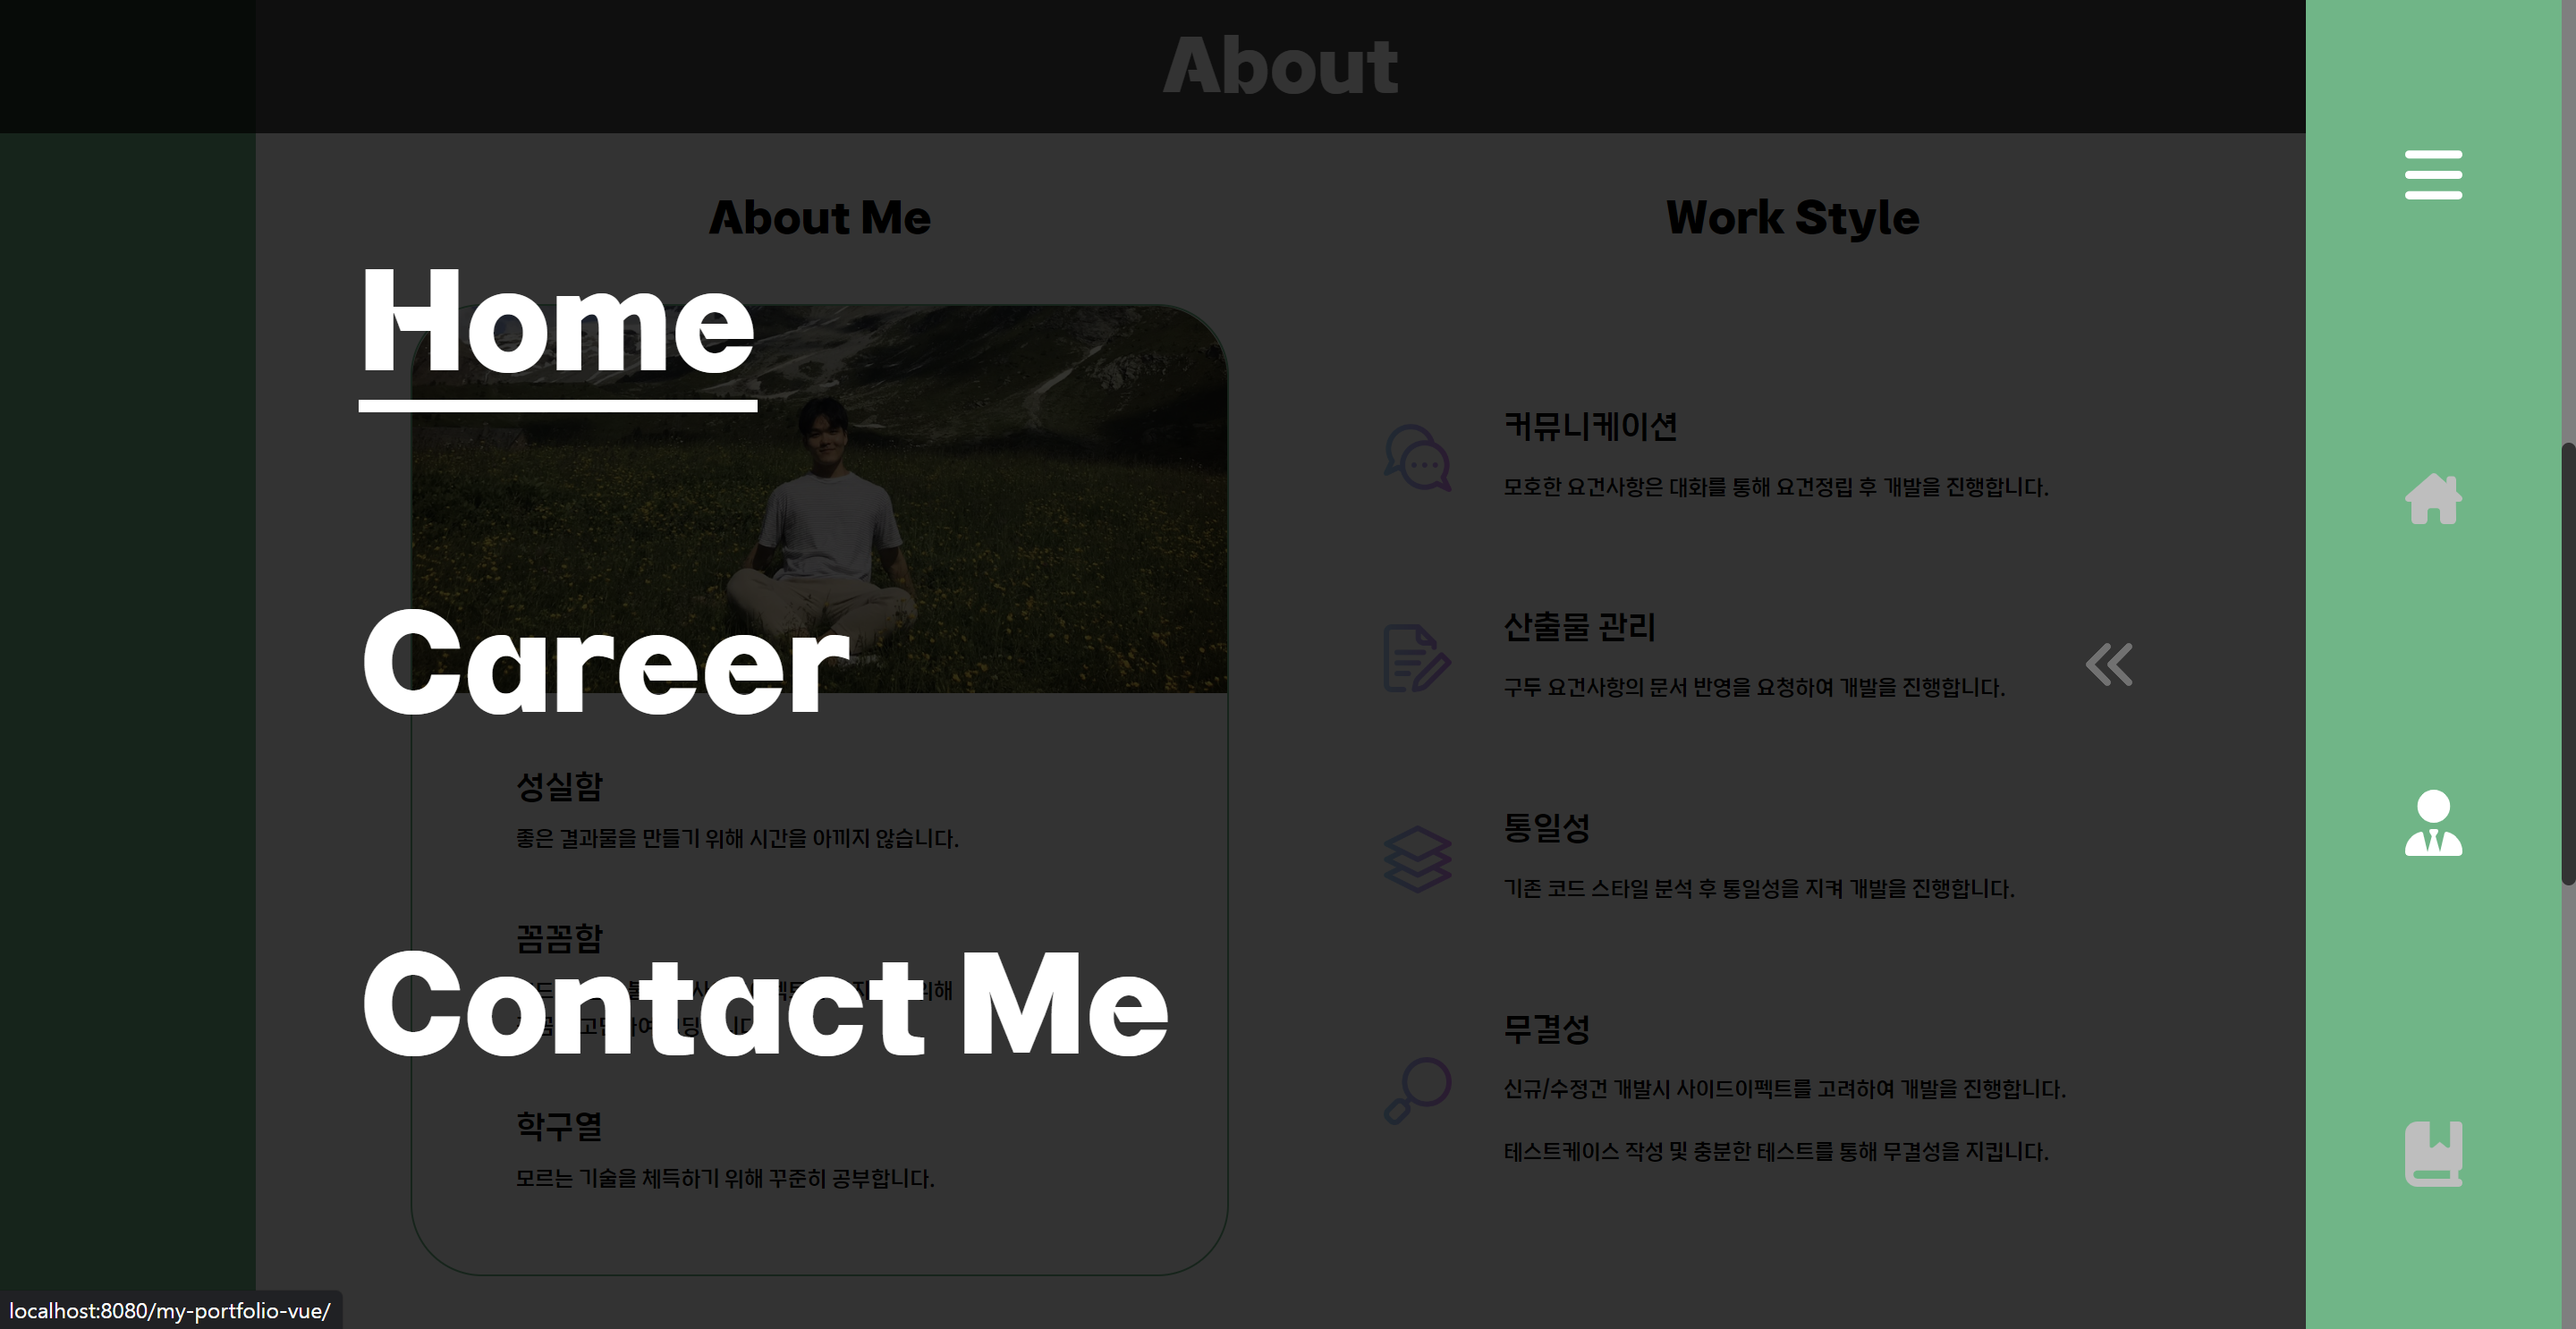 About
About Me
Work Style
Home
Career
Contact Me
성실함
좋은 결과물을 만들기 위해 시간을 아끼지 않습니다.
꼼꼼함
위해
학구열
모르는 기술을 체득하기 위해 꾸준히 공부합니다.
커뮤니케이션
모호한 요건사항은 대화를 통해 요건정립 후 개발을 진행합니다.
산출물 관리
구두 요건사항의 문서 반영을 요청하여 개발을 진행합니다.
통일성
기존 코드 스타일 분석 후 통일성을 지켜 개발을 진행합니다.
무결성
신규/수정건 개발시 사이드이펙트를 고려하여 개발을 진행합니다.
테스트케이스 작성 및 충분한 테스트를 통해 무결성을 지킵니다.
localhost:8080/my-portfolio-vue/